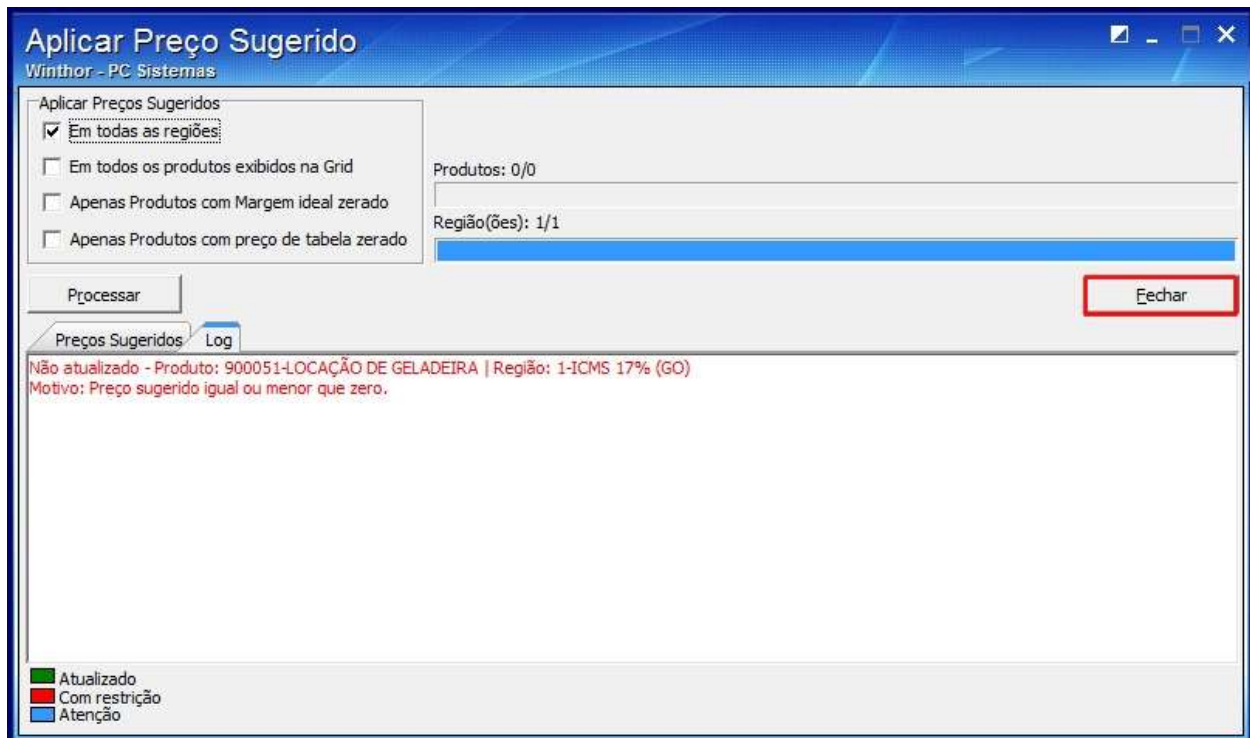 Aplicar Preço Sugerido
Winthor - PC Sistemas
Aplicar Preços Sugeridos
Em todas as regiões
Em todos os produtos exibidos na Grid
Apenas Produtos com Margem ideal zerado
Apenas Produtos com preço de tabela zerado
Produtos: 0/0
Região(ões): 1/1
Processar
Fechar
Preços Sugeridos
Log
Não atualizado - Produto: 900051-LOCAÇÃO DE GELADEIRA | Região: 1-ICMS 17% (GO)
Motivo: Preço sugerido igual ou menor que zero.
Atualizado
Com restrição
Atenção